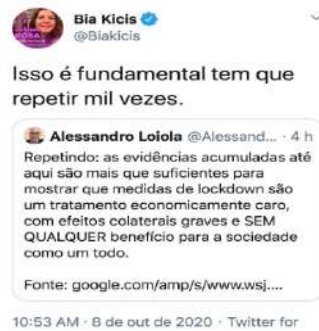 Bia Kicis
@Biakicis
Isso é fundamental tem que
repetir mil vezes.
Alessandro Loiola @Alessand... · 4 h
Repetindo: as evidências acumuladas até
aqui são mais que suficientes para
mostrar que medidas de lockdown são
um tratamento economicamente caro,
com efeitos colaterais graves e SEM
QUALQUER benefício para a sociedade
como um todo.
Fonte: google.com/amp/s/www.wsj....
10:53 AM · 8 de out de 2020 · Twitter for